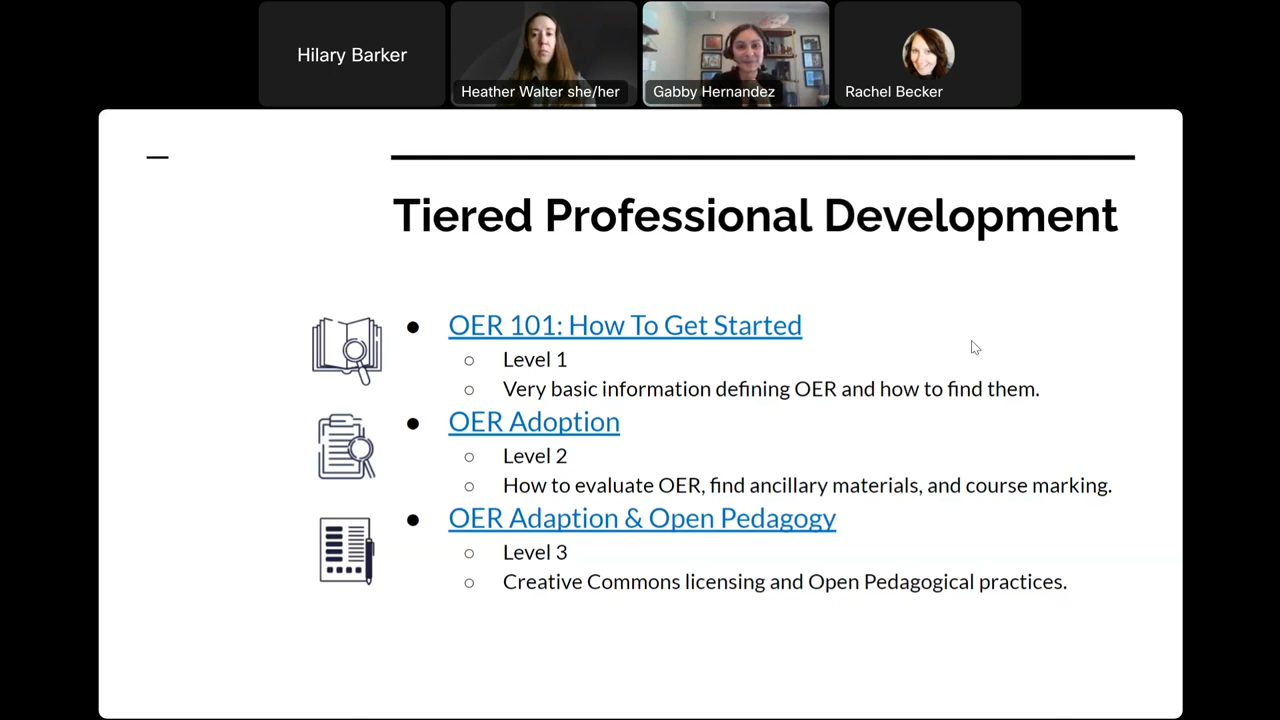 Hilary Barker
Heather Walter she/her
Gabby Hernandez
Rachel Becker
Tiered Professional Development
● OER 101: How To Get Started
○ Level 1
○ Very basic information defining OER and how to find them.
● OER Adoption
○ Level 2
○ How to evaluate OER, find ancillary materials, and course marking.
● OER Adaption & Open Pedagogy
○ Level 3
○ Creative Commons licensing and Open Pedagogical practices.